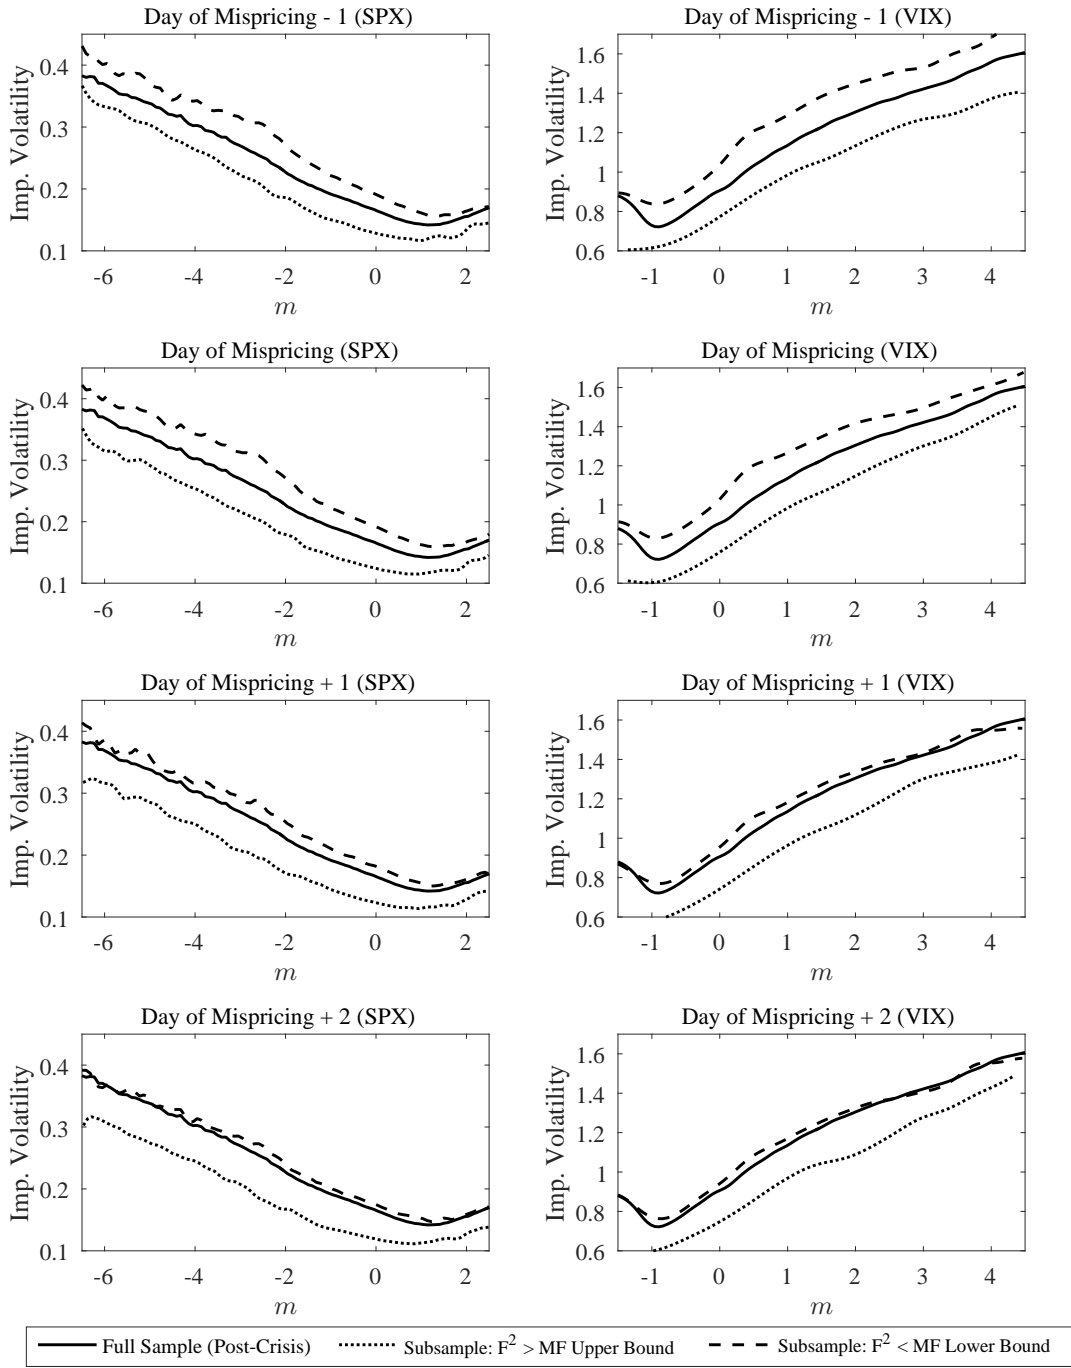 Day of Mispricing - 1 (SPX)
Imp. Volatility
0.4
0.3
0.2
0.1
-6 -4 -2 0 2
m
Day of Mispricing - 1 (VIX)
Imp. Volatility
1.6
1.4
1.2
1
0.8
0.6
-1 0 1 2 3 4
m
Day of Mispricing (SPX)
Imp. Volatility
0.4
0.3
0.2
0.1
-6 -4 -2 0 2
m
Day of Mispricing (VIX)
Imp. Volatility
1.6
1.4
1.2
1
0.8
0.6
-1 0 1 2 3 4
m
Day of Mispricing + 1 (SPX)
Imp. Volatility
0.4
0.3
0.2
0.1
-6 -4 -2 0 2
m
Day of Mispricing + 1 (VIX)
Imp. Volatility
1.6
1.4
1.2
1
0.8
0.6
-1 0 1 2 3 4
m
Day of Mispricing + 2 (SPX)
Imp. Volatility
0.4
0.3
0.2
0.1
-6 -4 -2 0 2
m
Day of Mispricing + 2 (VIX)
Imp. Volatility
1.6
1.4
1.2
1
0.8
0.6
-1 0 1 2 3 4
m
Full Sample (Post-Crisis) Subsample: F² > MF Upper Bound Subsample: F² < MF Lower Bound